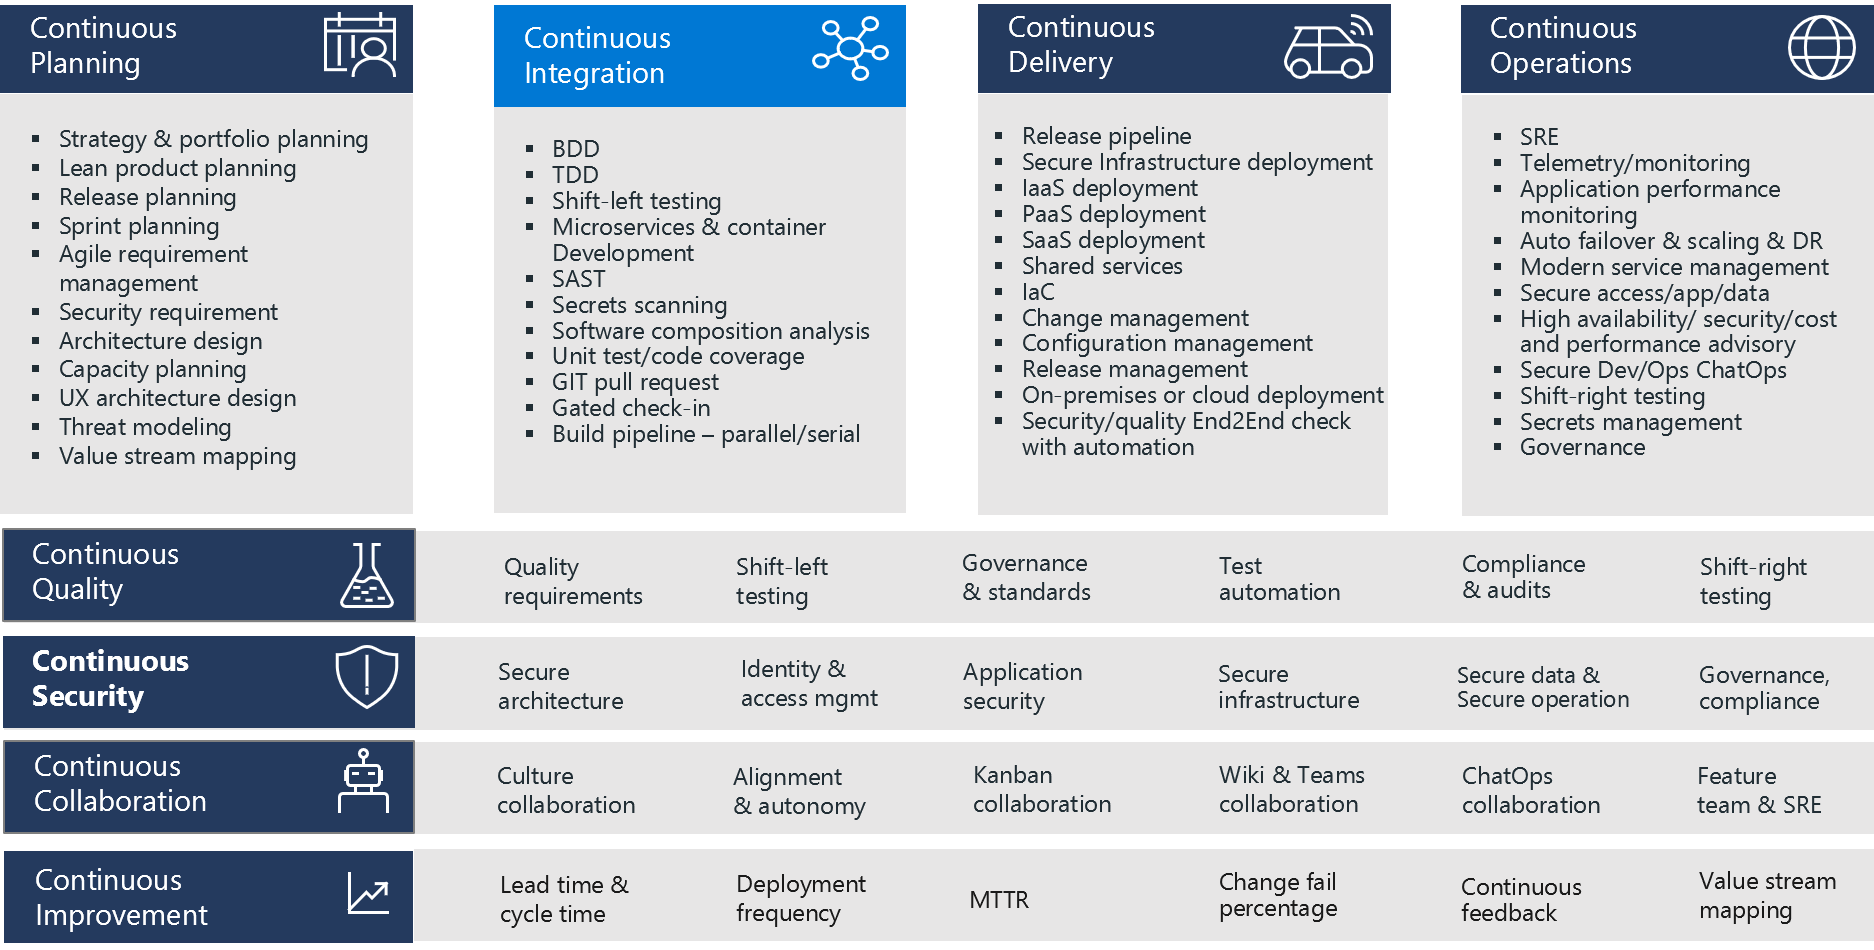 Continuous
Planning
▪ Strategy & portfolio planning
▪ Lean product planning
▪ Release planning
▪ Sprint planning
▪ Agile requirement
management
▪ Security requirement
▪ Architecture design
▪ Capacity planning
▪ UX architecture design
▪ Threat modeling
▪ Value stream mapping
Continuous
Integration
▪ BDD
▪ TDD
▪ Shift-left testing
▪ Microservices & container
Development
▪ SAST
▪ Secrets scanning
▪ Software composition analysis
▪ Unit test/code coverage
▪ GIT pull request
▪ Gated check-in
▪ Build pipeline – parallel/serial
Continuous
Delivery
▪ Release pipeline
▪ Secure Infrastructure deployment
▪ IaaS deployment
▪ PaaS deployment
▪ SaaS deployment
▪ Shared services
▪ IaC
▪ Change management
▪ Configuration management
▪ Release management
▪ On-premises or cloud deployment
▪ Security/quality End2End check
with automation
Continuous
Operations
▪ SRE
▪ Telemetry/monitoring
▪ Application performance
monitoring
▪ Auto failover & scaling & DR
▪ Modern service management
▪ Secure access/app/data
▪ High availability/ security/cost
and performance advisory
▪ Secure Dev/Ops ChatOps
▪ Shift-right testing
▪ Secrets management
▪ Governance
Continuous
Quality
Quality
requirements
Shift-left
testing
Governance
& standards
Test
automation
Compliance
& audits
Shift-right
testing
Continuous
Security
Secure
architecture
Identity &
access mgmt
Application
security
Secure
infrastructure
Secure data &
Secure operation
Governance,
compliance
Continuous
Collaboration
Culture
collaboration
Alignment
& autonomy
Kanban
collaboration
Wiki & Teams
collaboration
ChatOps
collaboration
Feature
team & SRE
Continuous
Improvement
Lead time &
cycle time
Deployment
frequency
MTTR
Change fail
percentage
Continuous
feedback
Value stream
mapping